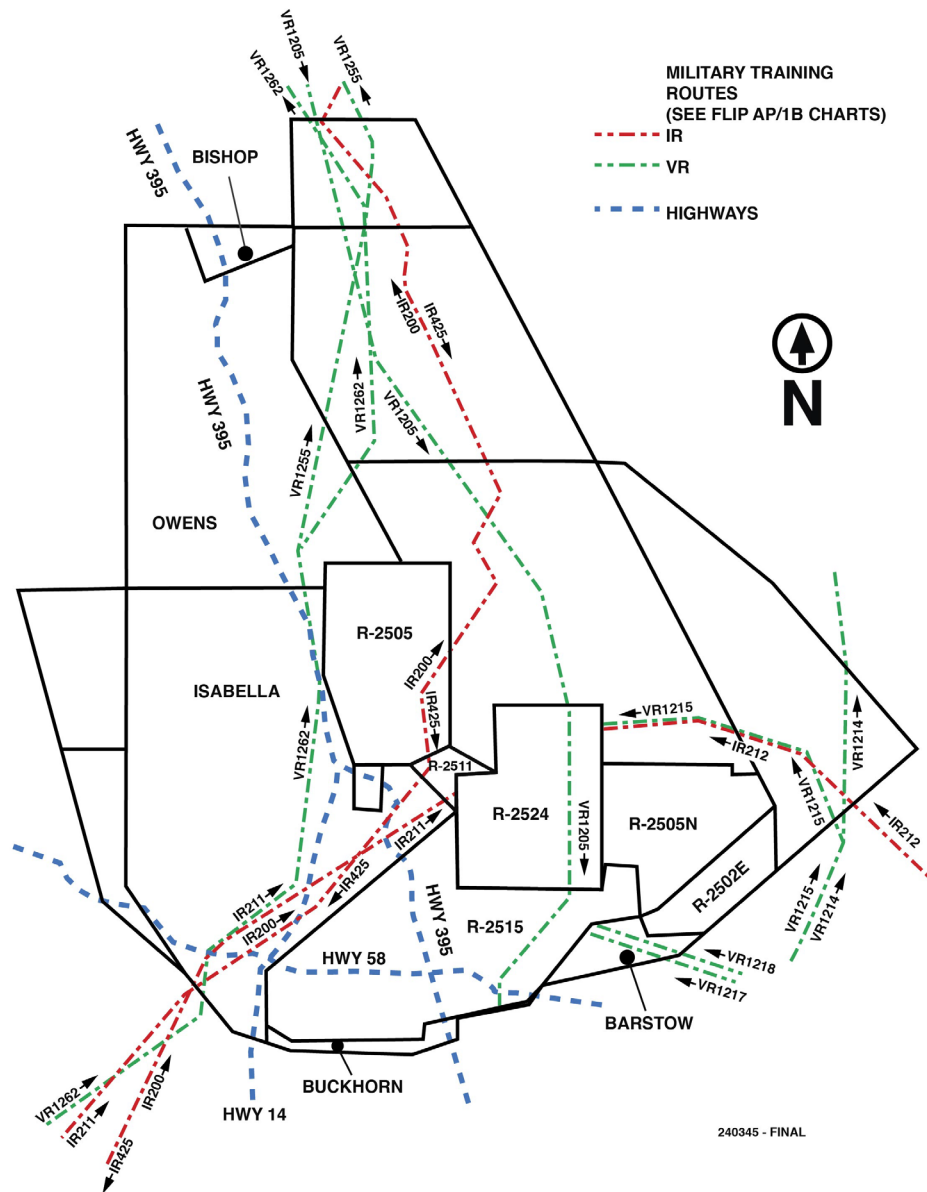 VR1205
VR1262
VR1255
MILITARY TRAINING
ROUTES
(SEE FLIP AP/1B CHARTS)
IR
VR
HIGHWAYS
HWY 395
BISHOP
IR200
IR425
N
HWY 395
VR1262
VR1205
VR1255
OWENS
R-2505
IR200
ISABELLA
IR425
VR1262
VR1215
IR212
VR1214
R-2511
VR1215
R-2524
VR1205
R-2505N
IR212
IR211
IR425
R-2502E
IR211
IR200
HWY 395
R-2515
VR1215
VR1214
HWY 58
VR1218
VR1217
BARSTOW
BUCKHORN
VR1262
IR211
IR200
IR425
HWY 14
240345 - FINAL